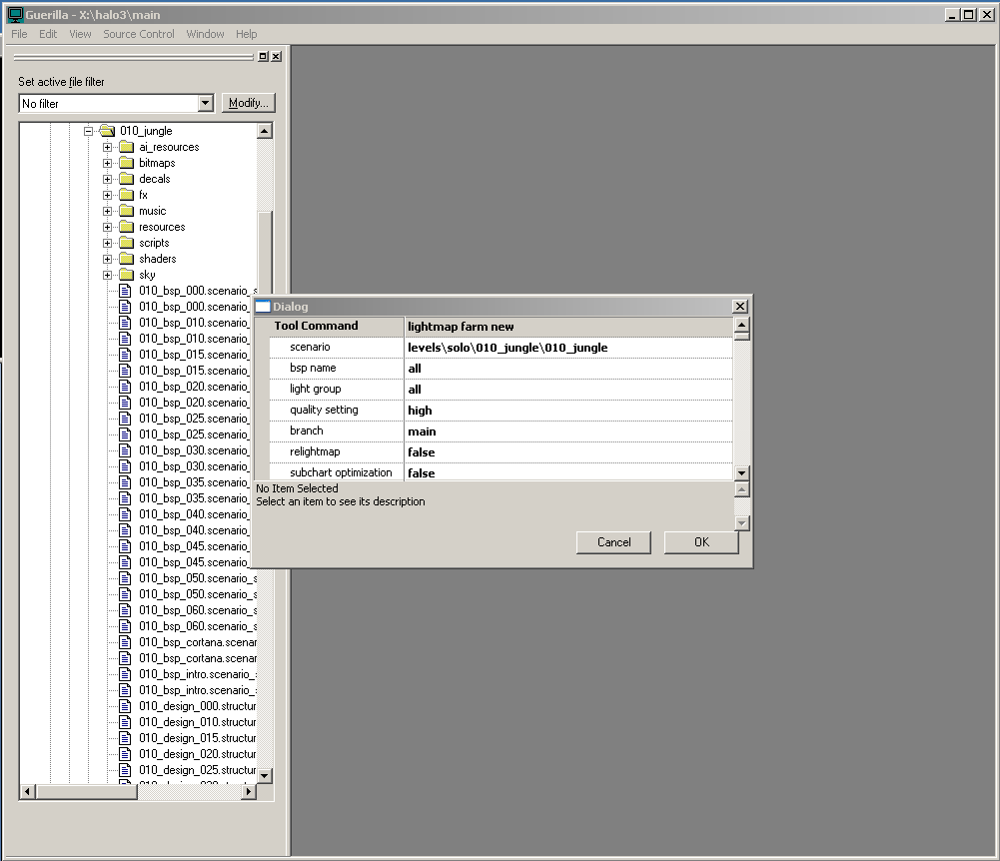 Guerilla - X:\halo3\main
File Edit View Source Control Window Help
Set active file filter
No filter
Modify...
010_jungle
ai_resources
bitmaps
decals
fx
music
resources
scripts
shaders
sky
010_bsp_000.scenario_s
010_bsp_000.scenario_
010_bsp_010.scenario_
010_bsp_010.scenario_
010_bsp_015.scenario_
010_bsp_015.scenario_
010_bsp_020.scenario_
010_bsp_020.scenario_
010_bsp_025.scenario_
010_bsp_025.scenario_
010_bsp_030.scenario_
010_bsp_030.scenario_
010_bsp_035.scenario_
010_bsp_035.scenario_
010_bsp_040.scenario_
010_bsp_040.scenario_
010_bsp_045.scenario_
010_bsp_045.scenario_
010_bsp_050.scenario_s
010_bsp_050.scenario_s
010_bsp_060.scenario_s
010_bsp_060.scenario_s
010_bsp_cortana.scenar
010_bsp_cortana.scenar
010_bsp_intro.scenario_
010_bsp_intro.scenario_
010_design_000.structur
010_design_010.structur
010_design_015.structur
010_design_020.structur
010_design_025.structur
Dialog
Tool Command lightmap farm new
scenario levels\solo\010_jungle\010_jungle
bsp name all
light group all
quality setting high
branch main
relightmap false
subchart optimization false
No Item Selected
Select an item to see its description
Cancel OK